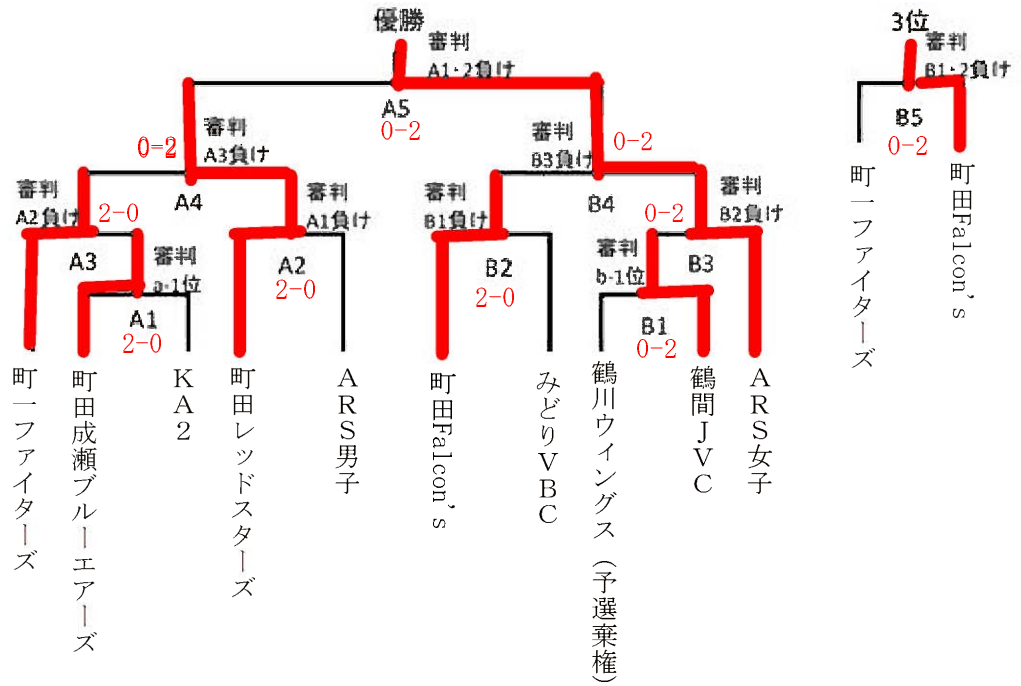 優勝
審判
A1・2負け
A5
0-2
3位
審判
B1・2負け
B5
0-2
町一ファイターズ
町田Falcon's
審判
A3負け
0-2
A4
審判
B3負け
0-2
B4
審判
A2負け
2-0
A3
審判
A1負け
A2
2-0
審判
B1負け
B2
2-0
審判
B2負け
0-2
B3
審判
a-1位
A1
2-0
審判
b-1位
B1
0-2
町一ファイターズ
町田成瀬ブルーエアーズ
KA2
町田レッドスターズ
ARS男子
町田Falcon's
みどりVBC
鶴川ウィングス（予選棄権）
鶴間JVC
ARS女子